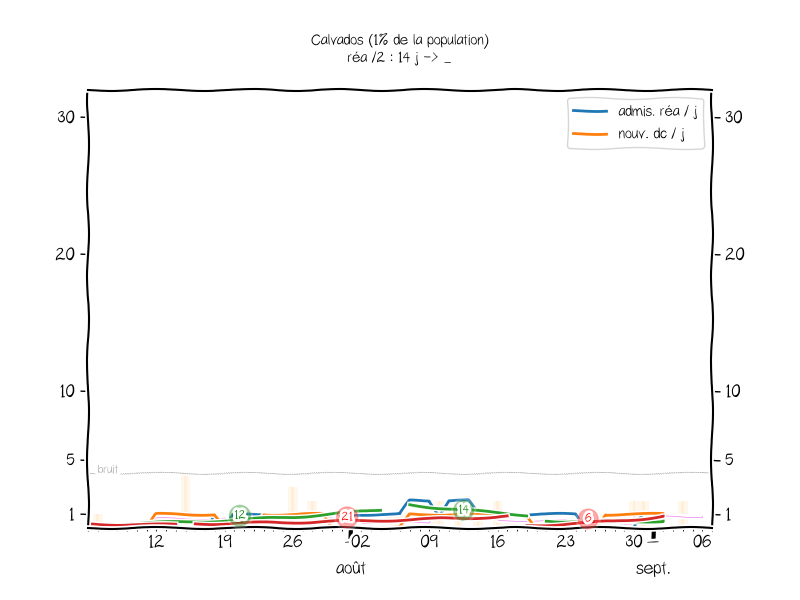 Calvados (1% de la population)
réa /2 : 14 j -> _
admis. réa / j
nouv. dc / j
30 30
20 20
10 10
5 5
bruit
1 1
12 21 14 6
12 19 26 02 09 16 23 30 06
août sept.